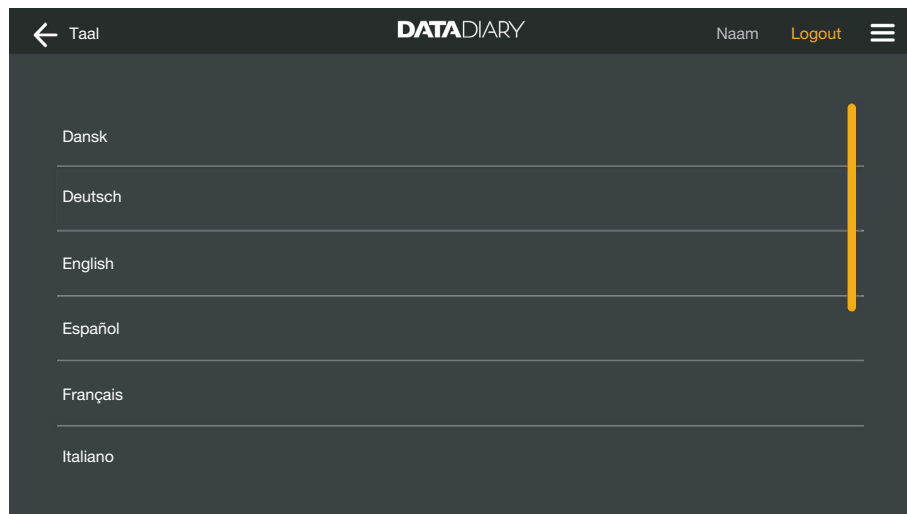 Taal DATADIARY Naam Logout
Dansk
Deutsch
English
Español
Français
Italiano